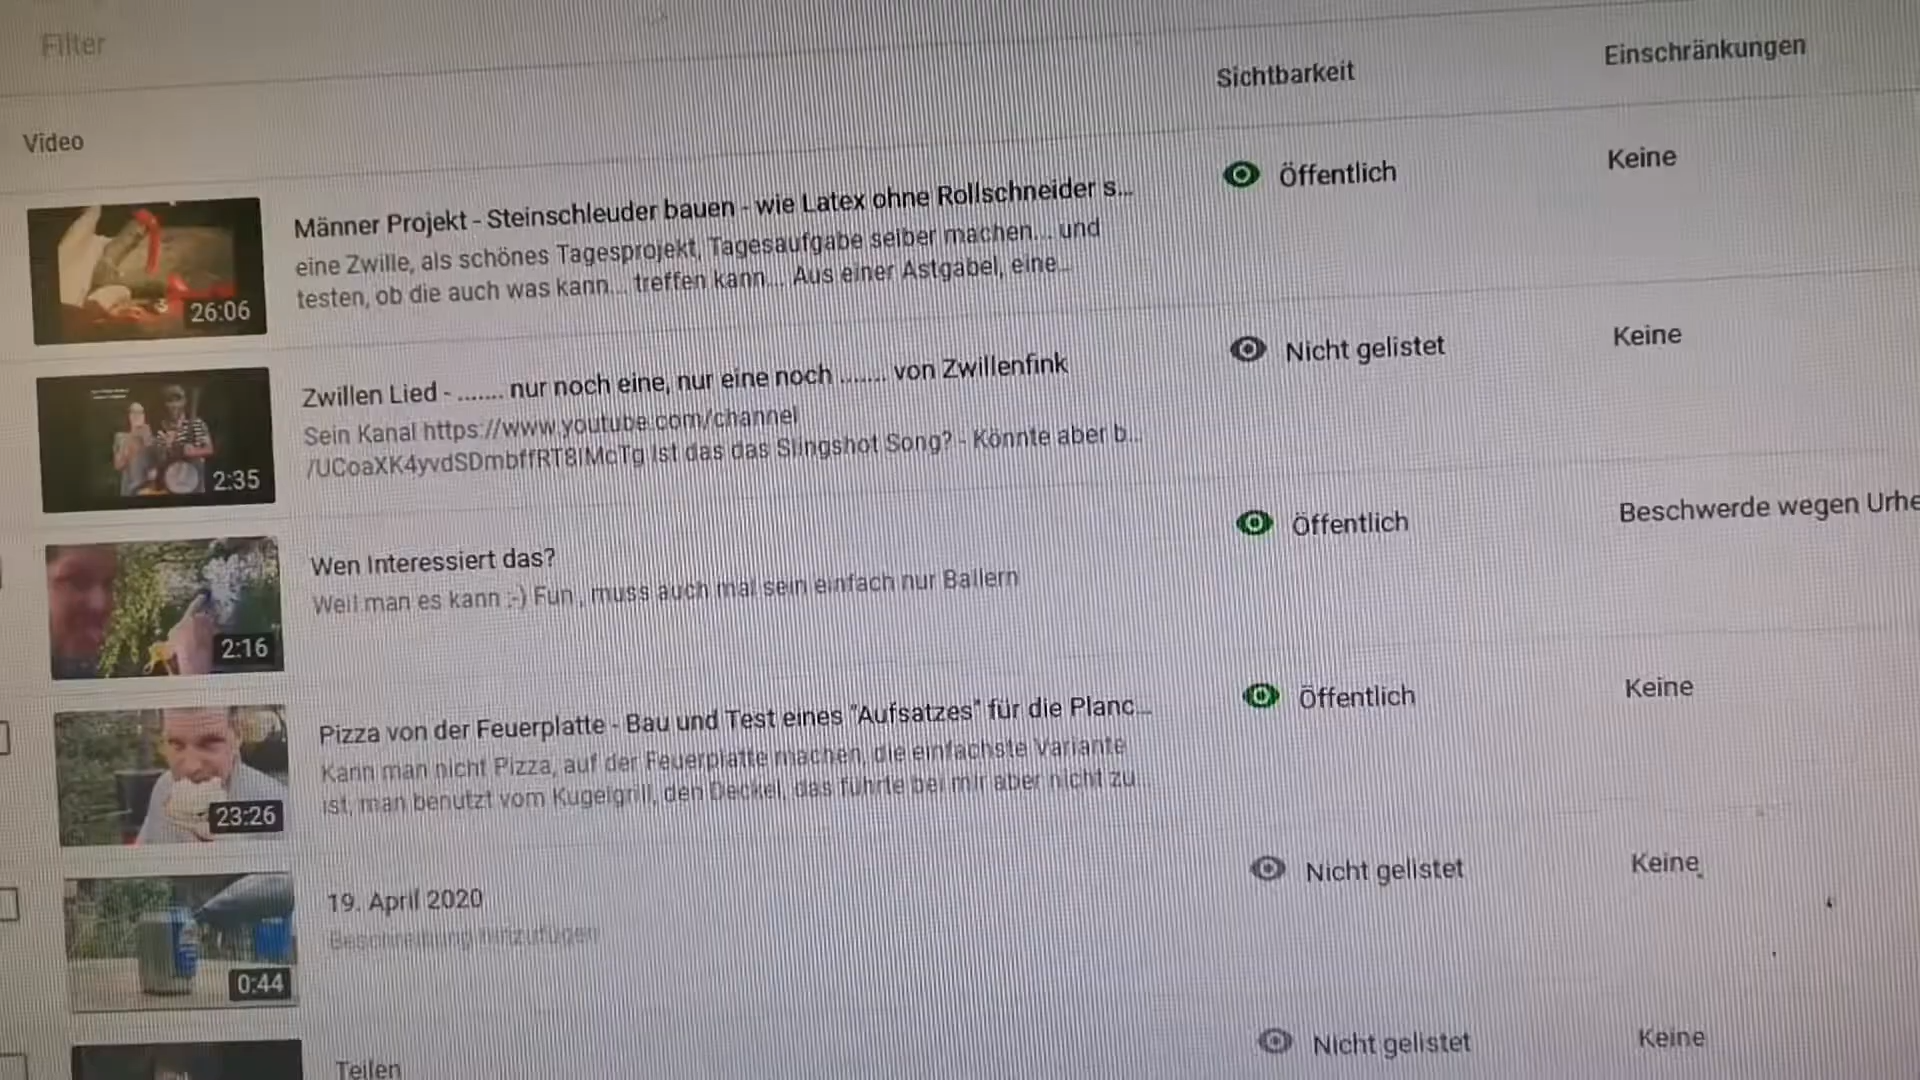 Filter
Video
Sichtbarkeit
Einschränkungen
Männer Projekt - Steinschleuder bauen - wie Latex ohne Rollschneider s...
eine Zwille, als schönes Tagesprojekt, Tagesaufgabe selber machen... und
testen, ob die auch was kann... treffen kann... Aus einer Astgabel, eine...
26:06
Öffentlich
Keine
Zwillen Lied - ....... nur noch eine, nur eine noch ....... von Zwillenfink
Sein Kanal https://www.youtube.com/channel
/UCoaXK4yvdSDmbffRT8IMcTg Ist das das Slingshot Song? - Könnte aber b...
2:35
Nicht gelistet
Keine
Wen Interessiert das?
Weil man es kann :-) Fun , muss auch mal sein einfach nur Ballern
2:16
Öffentlich
Beschwerde wegen Urhe
Pizza von der Feuerplatte - Bau und Test eines "Aufsatzes" für die Planc...
Kann man nicht Pizza, auf der Feuerplatte machen, die einfachste Variante
ist, man benutzt vom Kugelgrill, den Deckel, das führte bei mir aber nicht zu...
23:26
Öffentlich
Keine
19. April 2020
Beschreibung hinzufügen
0:44
Nicht gelistet
Keine
Teilen
Nicht gelistet
Keine